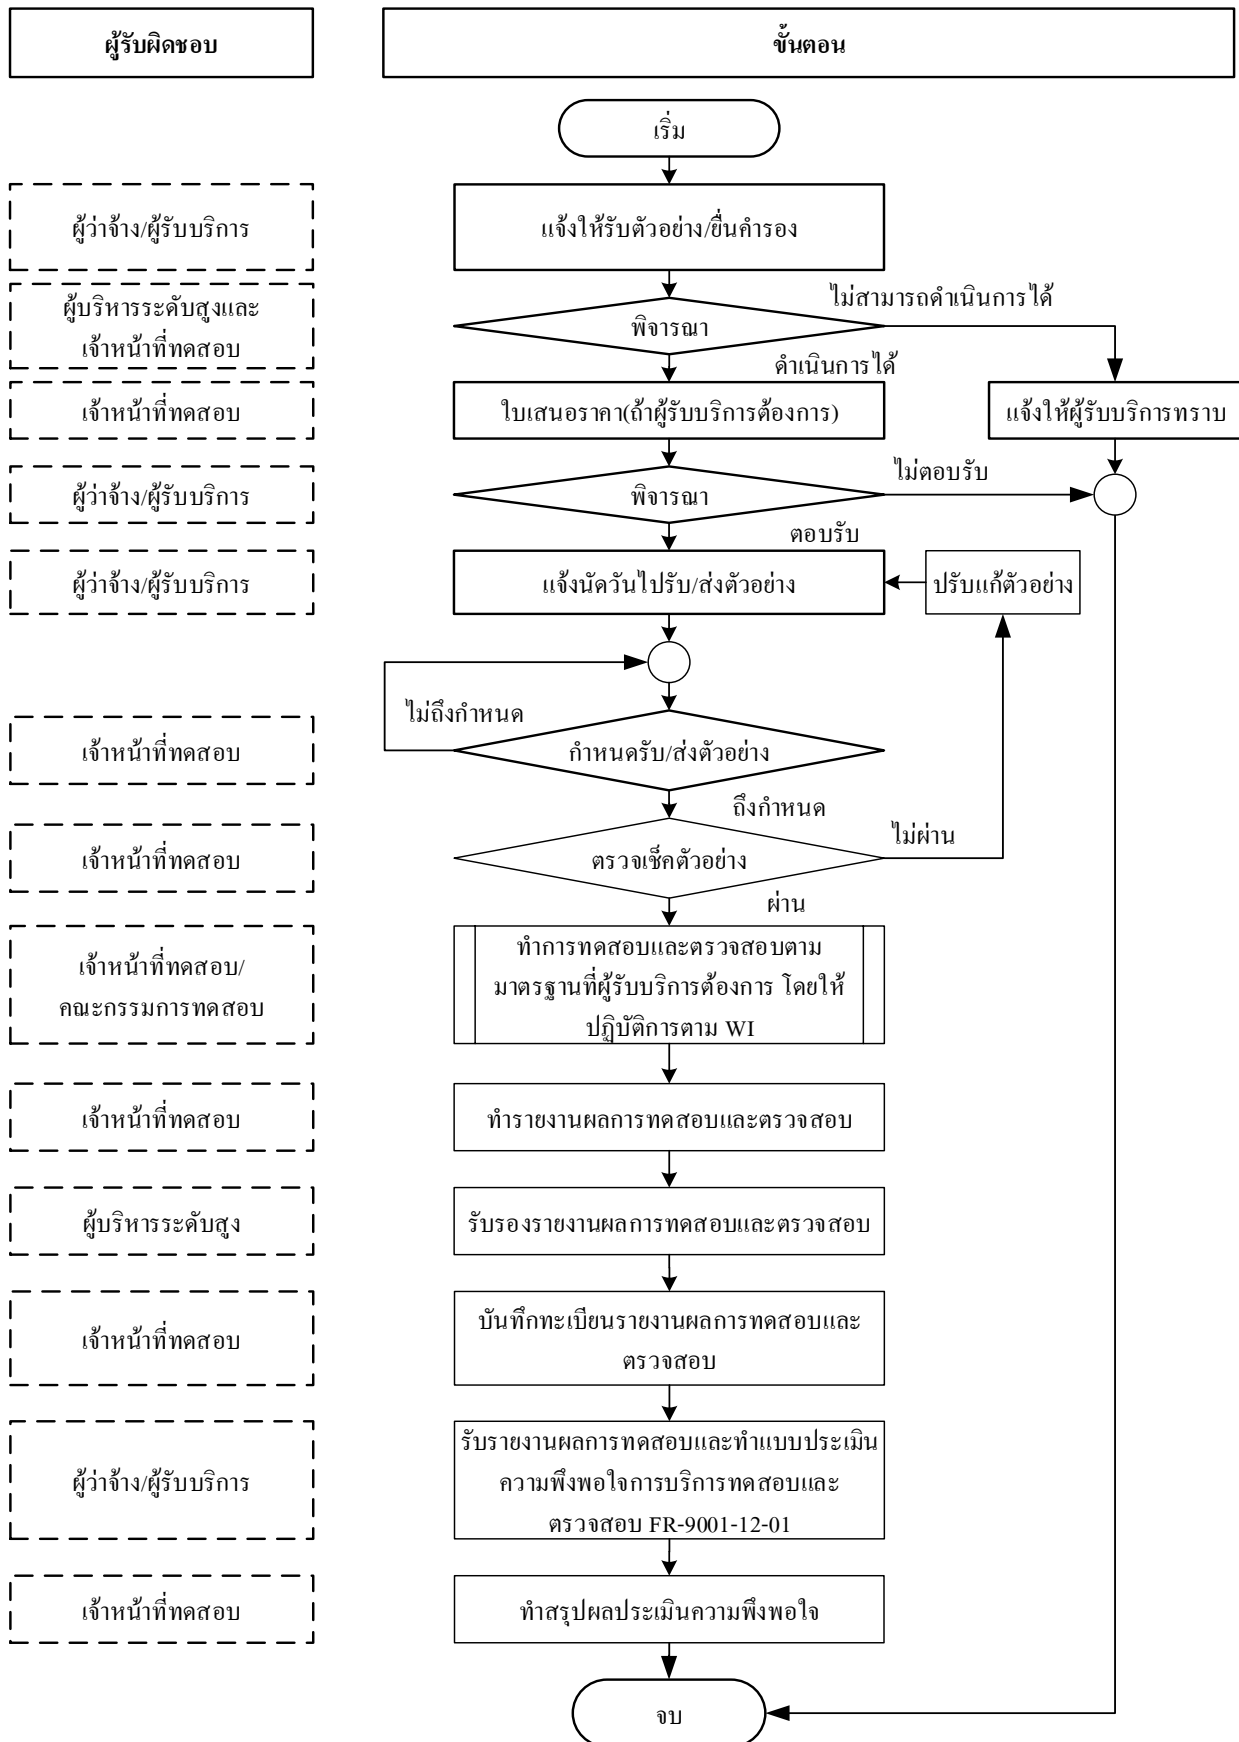 ผู้รับผิดชอบ
ขั้นตอน
เริ่ม
ผู้ว่าจ้าง/ผู้รับบริการ
แจ้งให้รับตัวอย่าง/ยื่นคำรอง
ผู้บริหารระดับสูงและ
เจ้าหน้าที่ทดสอบ
พิจารณา
ไม่สามารถดำเนินการได้
ดำเนินการได้
เจ้าหน้าที่ทดสอบ
ใบเสนอราคา(ถ้าผู้รับบริการต้องการ)
แจ้งให้ผู้รับบริการทราบ
ผู้ว่าจ้าง/ผู้รับบริการ
พิจารณา
ไม่ตอบรับ
ตอบรับ
ผู้ว่าจ้าง/ผู้รับบริการ
แจ้งนัดวันไปรับ/ส่งตัวอย่าง
ปรับแก้ตัวอย่าง
ไม่ถึงกำหนด
เจ้าหน้าที่ทดสอบ
กำหนดรับ/ส่งตัวอย่าง
ถึงกำหนด
เจ้าหน้าที่ทดสอบ
ตรวจเช็คตัวอย่าง
ไม่ผ่าน
ผ่าน
เจ้าหน้าที่ทดสอบ/
คณะกรรมการทดสอบ
ทำการทดสอบและตรวจสอบตาม
มาตรฐานที่ผู้รับบริการต้องการ โดยให้
ปฏิบัติการตาม WI
เจ้าหน้าที่ทดสอบ
ทำรายงานผลการทดสอบและตรวจสอบ
ผู้บริหารระดับสูง
รับรองรายงานผลการทดสอบและตรวจสอบ
เจ้าหน้าที่ทดสอบ
บันทึกทะเบียนรายงานผลการทดสอบและ
ตรวจสอบ
ผู้ว่าจ้าง/ผู้รับบริการ
รับรายงานผลการทดสอบและทำแบบประเมิน
ความพึงพอใจการบริการทดสอบและ
ตรวจสอบ FR-9001-12-01
เจ้าหน้าที่ทดสอบ
ทำสรุปผลประเมินความพึงพอใจ
จบ